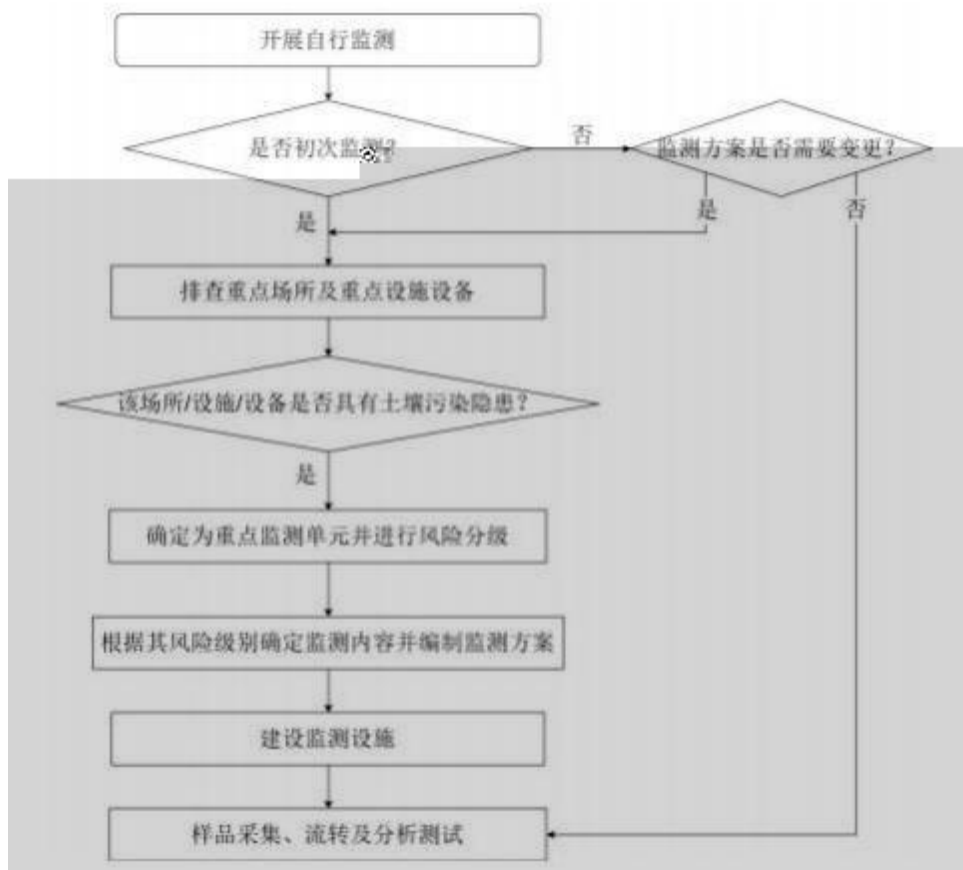 开展自行监测
是否初次监测?
否
监测方案是否需要变更?
是
是
否
排查重点场所及重点设施设备
该场所/设施/设备是否具有土壤污染隐患?
是
确定为重点监测单元并进行风险分级
根据其风险级别确定监测内容并编制监测方案
建设监测设施
样品采集、流转及分析测试